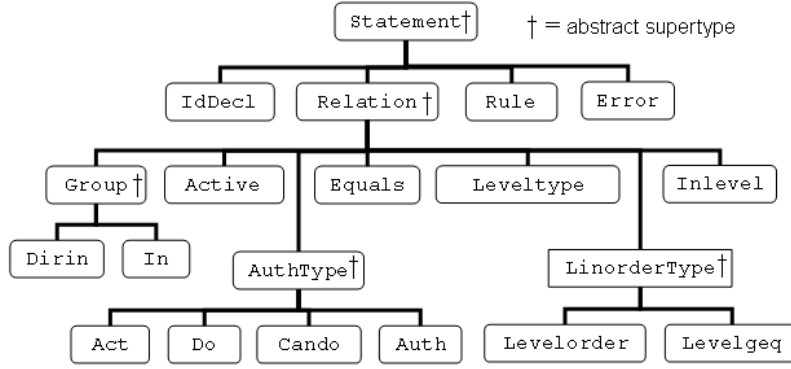 Statement†
† = abstract supertype
IdDecl
Relation†
Rule
Error
Group†
Active
Equals
Leveltype
Inlevel
Dirin
In
AuthType†
LinorderType†
Act
Do
Cando
Auth
Levelorder
Levelgeq